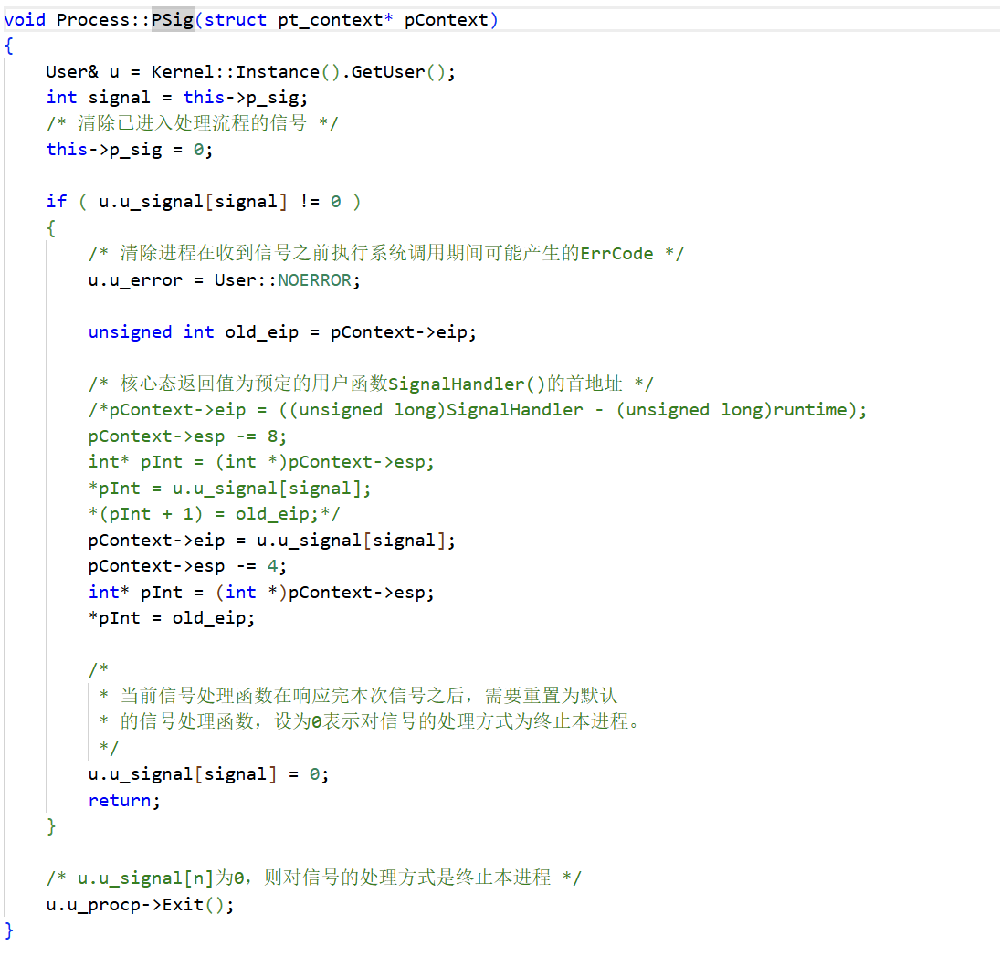 void Process::PSig(struct pt_context* pContext)
{
    User& u = Kernel::Instance().GetUser();
    int signal = this->p_sig;
    /* 清除已进入处理流程的信号 */
    this->p_sig = 0;

    if ( u.u_signal[signal] != 0 )
    {
        /* 清除进程在收到信号之前执行系统调用期间可能产生的ErrCode */
        u.u_error = User::NOERROR;

        unsigned int old_eip = pContext->eip;

        /* 核心态返回值为预定的用户函数SignalHandler()的首地址 */
        /*pContext->eip = ((unsigned long)SignalHandler - (unsigned long)runtime);
        pContext->esp -= 8;
        int* pInt = (int *)pContext->esp;
        *pInt = u.u_signal[signal];
        *(pInt + 1) = old_eip;*/
        pContext->eip = u.u_signal[signal];
        pContext->esp -= 4;
        int* pInt = (int *)pContext->esp;
        *pInt = old_eip;

        /*
         * 当前信号处理函数在响应完本次信号之后，需要重置为默认
         * 的信号处理函数，设为0表示对信号的处理方式为终止本进程。
         */
        u.u_signal[signal] = 0;
        return;
    }

    /* u.u_signal[n]为0，则对信号的处理方式是终止本进程 */
    u.u_procp->Exit();
}